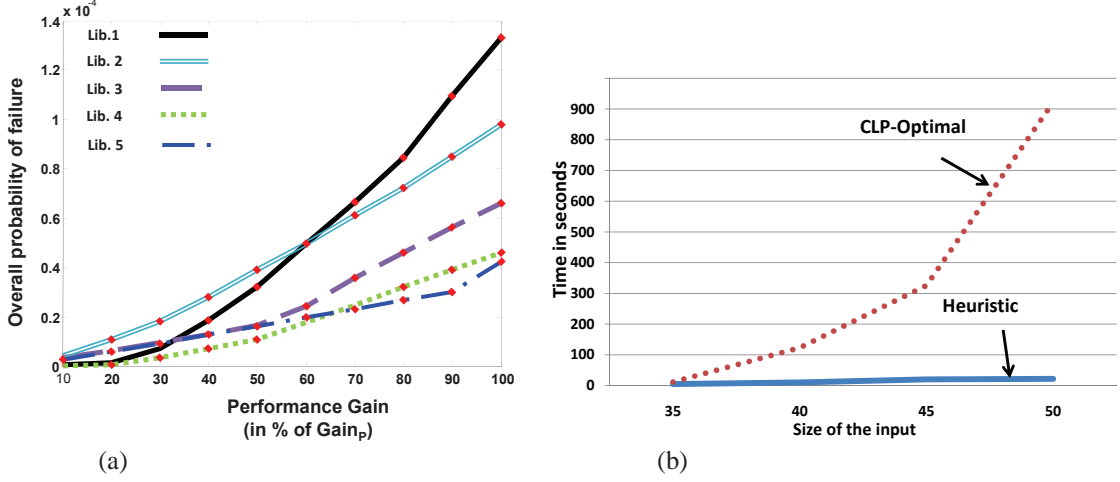 1.4 x 10-4
Lib.1
Lib. 2
Lib. 3
Lib. 4
Lib. 5
1.2
1
0.8
0.6
0.4
0.2
0
Overall probability of failure
10 20 30 40 50 60 70 80 90 100
Performance Gain
(in % of GainP)
(a)
900
800
700
600
500
400
300
200
100
0
Time in seconds
CLP-Optimal
Heuristic
35 40 45 50
Size of the input
(b)